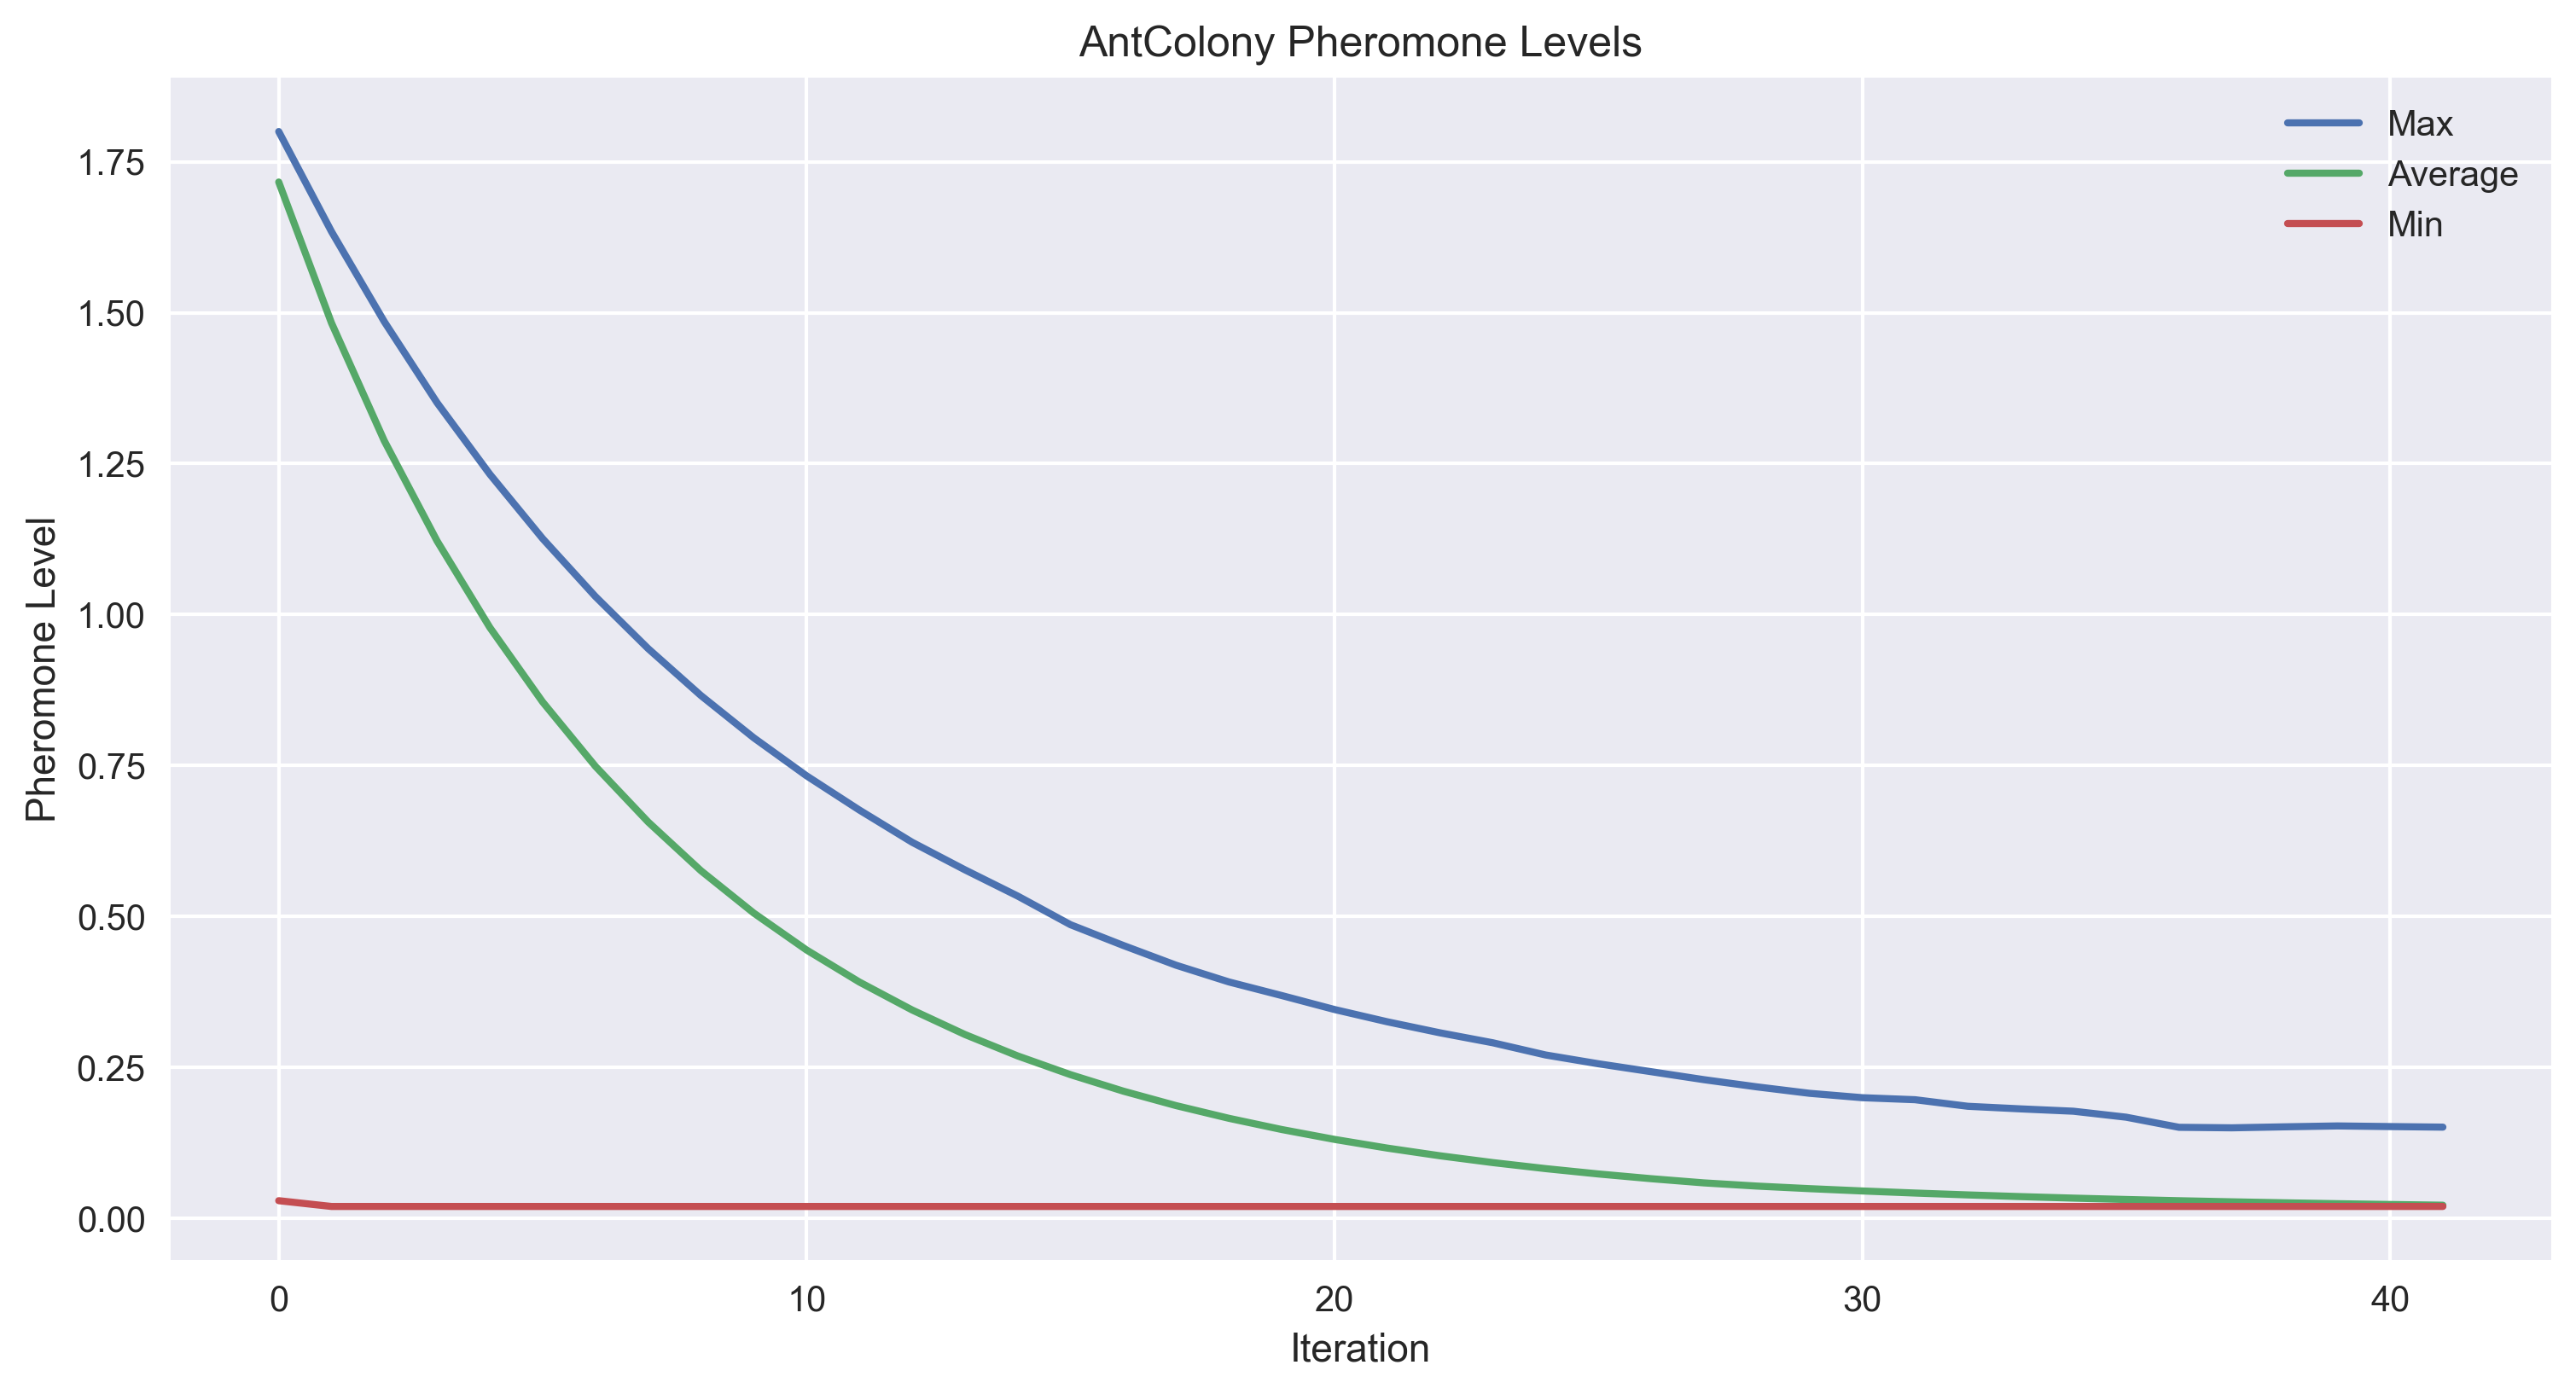 AntColony Pheromone Levels
Max
Average
Min
1.75
1.50
1.25
1.00
0.75
0.50
0.25
0.00
Pheromone Level
0 10 20 30 40
Iteration